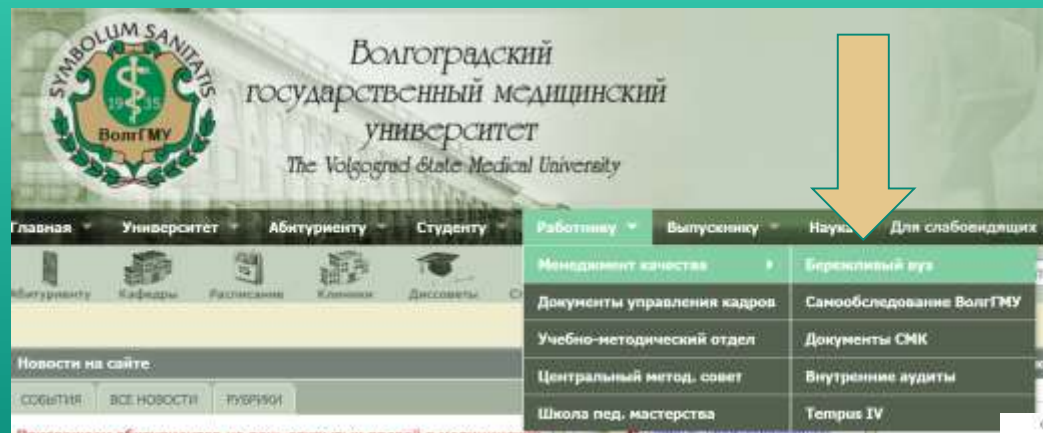 SYMBOLUM SANITATIS
1935
ВолгГМУ
Волгоградский
государственный медицинский
университет
The Volgograd State Medical University
Главная
Университет
Абитуриенту
Студенту
Работнику
Выпускнику
Наука
Для слабовидящих
Абитуриенту
Кафедры
Расписание
Клиники
Диссоветы
Менеджмент качества
Документы управления кадров
Учебно-методический отдел
Центральный метод. совет
Школа пед. мастерства
Бережливый вуз
Самообследование ВолгГМУ
Документы СМК
Внутренние аудиты
Tempus IV
Новости на сайте
СОБЫТИЯ
ВСЕ НОВОСТИ
РУБРИКИ